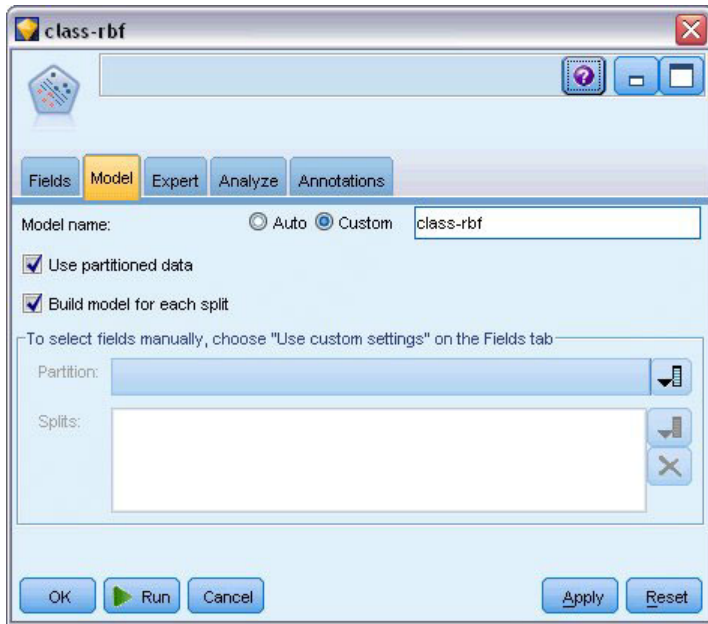 class-rbf
?
Fields Model Expert Analyze Annotations
Model name: Auto Custom class-rbf
Use partitioned data
Build model for each split
To select fields manually, choose "Use custom settings" on the Fields tab
Partition:
Splits:
OK Run Cancel Apply Reset